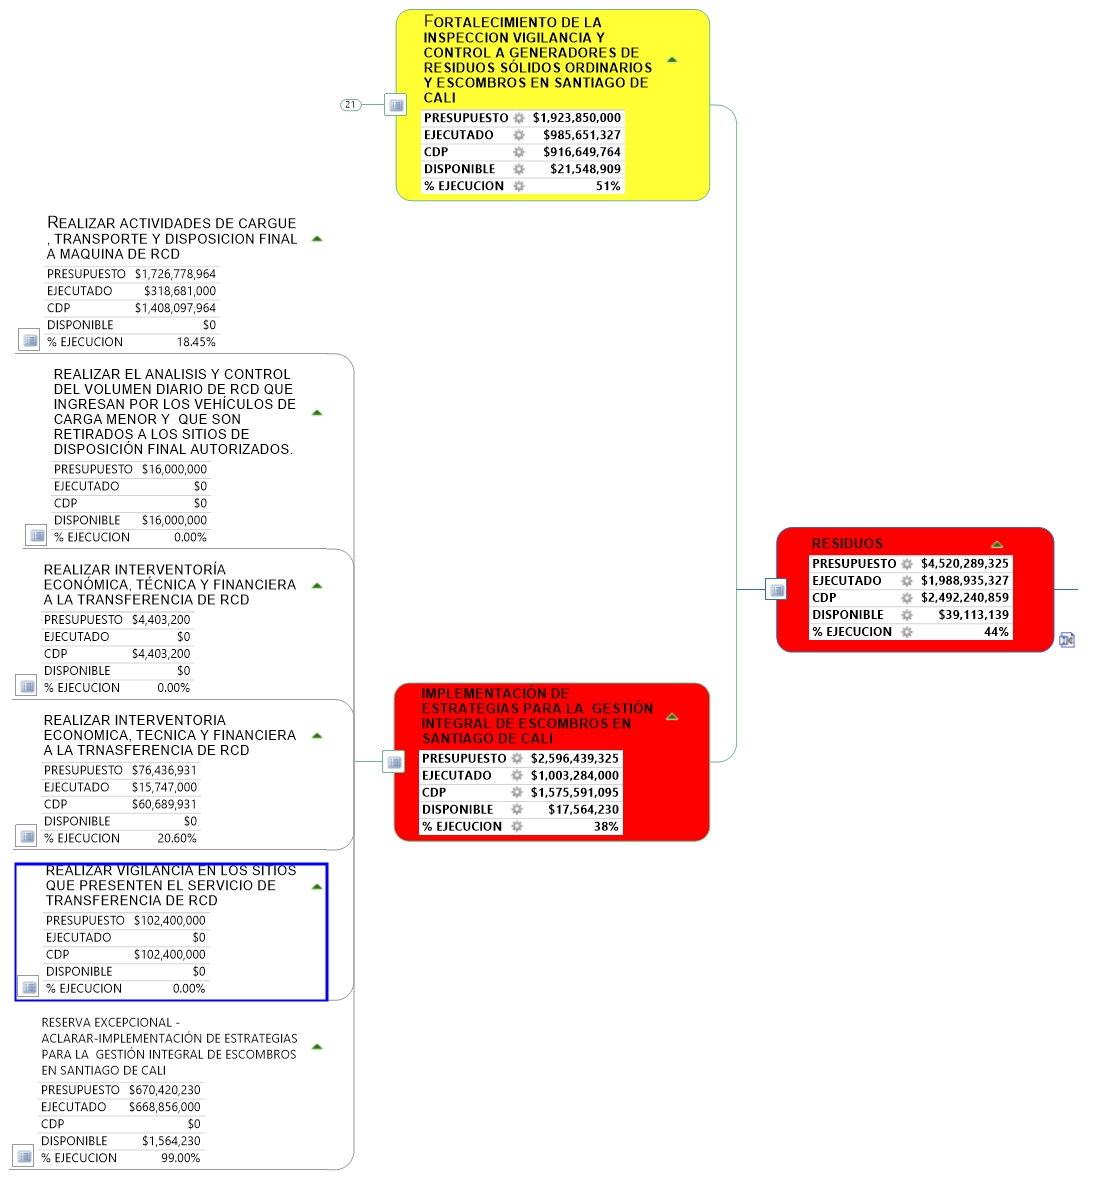 FORTALECIMIENTO DE LA
INSPECCION VIGILANCIA Y
CONTROL A GENERADORES DE
RESIDUOS SÓLIDOS ORDINARIOS
Y ESCOMBROS EN SANTIAGO DE
CALI
21
PRESUPUESTO $1,923,850,000
EJECUTADO $985,651,327
CDP $916,649,764
DISPONIBLE $21,548,909
% EJECUCION 51%
REALIZAR ACTIVIDADES DE CARGUE
, TRANSPORTE Y DISPOSICION FINAL
A MAQUINA DE RCD
PRESUPUESTO $1,726,778,964
EJECUTADO $318,681,000
CDP $1,408,097,964
DISPONIBLE $0
% EJECUCION 18.45%
REALIZAR EL ANALISIS Y CONTROL
DEL VOLUMEN DIARIO DE RCD QUE
INGRESAN POR LOS VEHÍCULOS DE
CARGA MENOR Y QUE SON
RETIRADOS A LOS SITIOS DE
DISPOSICIÓN FINAL AUTORIZADOS.
PRESUPUESTO $16,000,000
EJECUTADO $0
CDP $0
DISPONIBLE $16,000,000
% EJECUCION 0.00%
REALIZAR INTERVENTORÍA
ECONÓMICA, TÉCNICA Y FINANCIERA
A LA TRANSFERENCIA DE RCD
PRESUPUESTO $4,403,200
EJECUTADO $0
CDP $4,403,200
DISPONIBLE $0
% EJECUCION 0.00%
REALIZAR INTERVENTORIA
ECONOMICA, TECNICA Y FINANCIERA
A LA TRNASFERENCIA DE RCD
PRESUPUESTO $76,436,931
EJECUTADO $15,747,000
CDP $60,689,931
DISPONIBLE $0
% EJECUCION 20.60%
REALIZAR VIGILANCIA EN LOS SITIOS
QUE PRESENTEN EL SERVICIO DE
TRANSFERENCIA DE RCD
PRESUPUESTO $102,400,000
EJECUTADO $0
CDP $102,400,000
DISPONIBLE $0
% EJECUCION 0.00%
RESERVA EXCEPCIONAL -
ACLARAR-IMPLEMENTACIÓN DE ESTRATEGIAS
PARA LA GESTIÓN INTEGRAL DE ESCOMBROS
EN SANTIAGO DE CALI
PRESUPUESTO $670,420,230
EJECUTADO $668,856,000
CDP $0
DISPONIBLE $1,564,230
% EJECUCION 99.00%
IMPLEMENTACIÓN DE
ESTRATEGIAS PARA LA GESTIÓN
INTEGRAL DE ESCOMBROS EN
SANTIAGO DE CALI
PRESUPUESTO $2,596,439,325
EJECUTADO $1,003,284,000
CDP $1,575,591,095
DISPONIBLE $17,564,230
% EJECUCION 38%
RESIDUOS
PRESUPUESTO $4,520,289,325
EJECUTADO $1,988,935,327
CDP $2,492,240,859
DISPONIBLE $39,113,139
% EJECUCION 44%